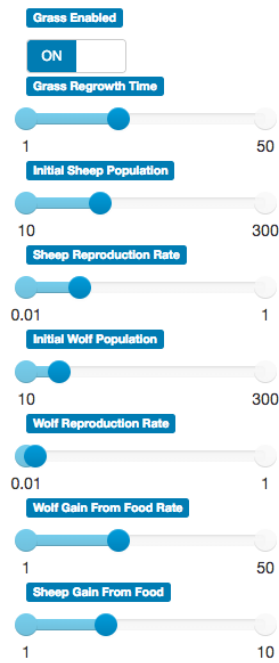 Grass Enabled
ON
Grass Regrowth Time
1 50
Initial Sheep Population
10 300
Sheep Reproduction Rate
0.01 1
Initial Wolf Population
10 300
Wolf Reproduction Rate
0.01 1
Wolf Gain From Food Rate
1 50
Sheep Gain From Food
1 10